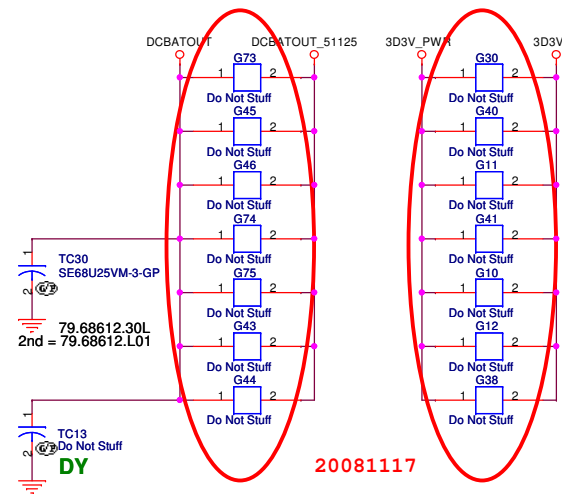 DCBATOUT
DCBATOUT_51125
3D3V_PWR
3D3V
G73
1
2
Do Not Stuff
G45
1
2
Do Not Stuff
G46
1
2
Do Not Stuff
G74
1
2
Do Not Stuff
G75
1
2
Do Not Stuff
G43
1
2
Do Not Stuff
G44
1
2
Do Not Stuff
G30
1
2
Do Not Stuff
G40
1
2
Do Not Stuff
G11
1
2
Do Not Stuff
G41
1
2
Do Not Stuff
G10
1
2
Do Not Stuff
G12
1
2
Do Not Stuff
G38
1
2
Do Not Stuff
1
TC30
SE68U25VM-3-GP
2
79.68612.30L
2nd = 79.68612.L01
1
TC13
Do Not Stuff
2
DY
20081117